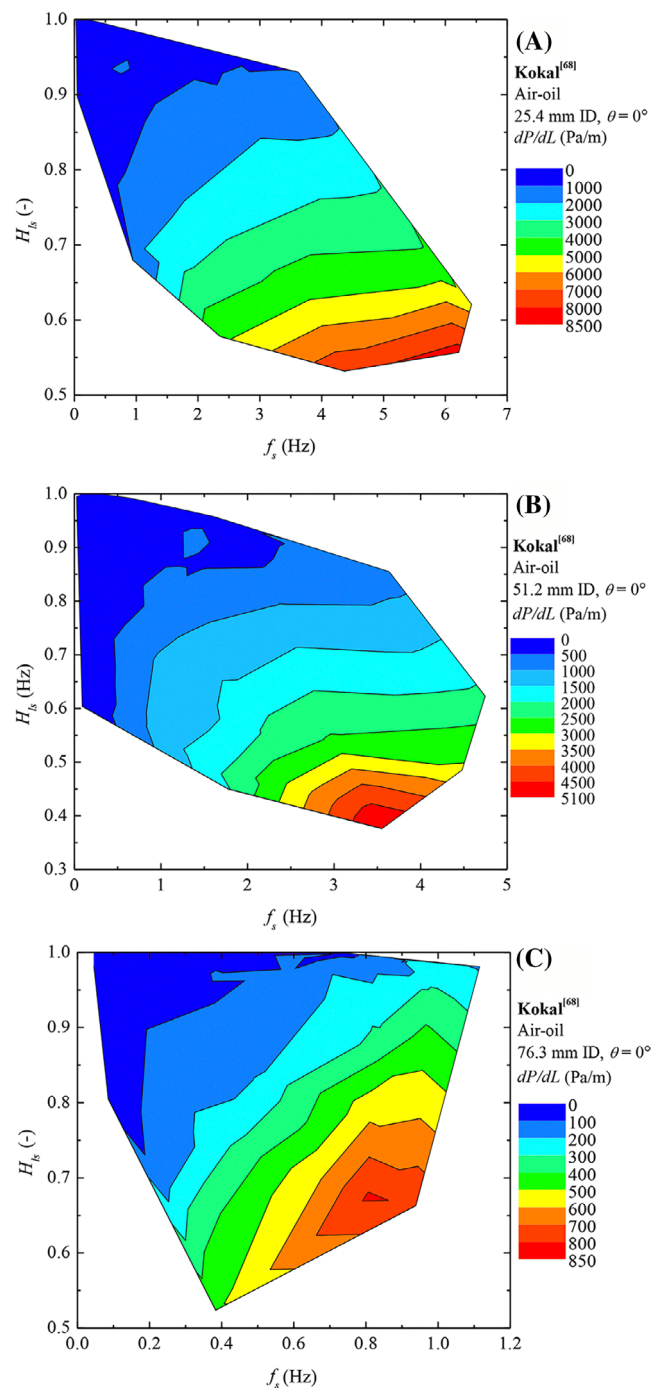 (A)
Kokal[68]
Air-oil
25.4 mm ID, θ = 0°
dP/dL (Pa/m)
0
1000
2000
3000
4000
5000
6000
7000
8000
8500
1.0
0.9
0.8
0.7
0.6
0.5
H_ls (-)
0 1 2 3 4 5 6 7
f_s (Hz)
(B)
Kokal[68]
Air-oil
51.2 mm ID, θ = 0°
dP/dL (Pa/m)
0
500
1000
1500
2000
2500
3000
3500
4000
4500
5100
1.0
0.9
0.8
0.7
0.6
0.5
0.4
0.3
H_ls (Hz)
0 1 2 3 4 5
f_s (Hz)
(C)
Kokal[68]
Air-oil
76.3 mm ID, θ = 0°
dP/dL (Pa/m)
0
100
200
300
400
500
600
700
800
850
1.0
0.9
0.8
0.7
0.6
0.5
H_ls (-)
0.0 0.2 0.4 0.6 0.8 1.0 1.2
f_s (Hz)